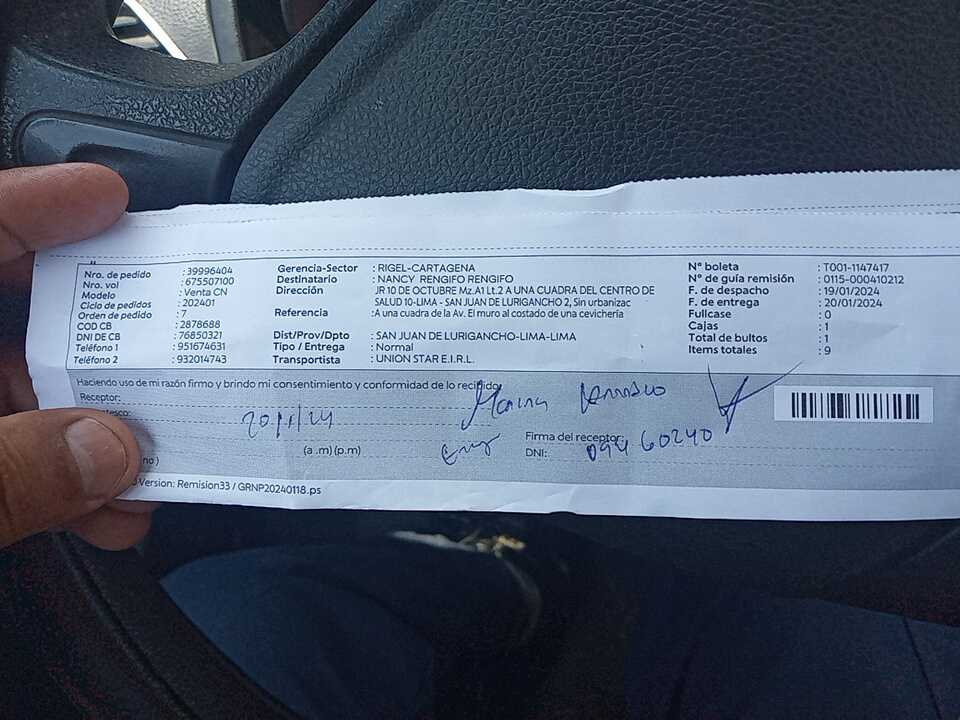 Nro. de pedido : 39996404
Nro. vol : 675507100
Modelo : Venta CN
Ciclo de pedidos : 202401
Orden de pedido : 7
COD CB : 2878688
DNI DE CB : 76850321
Teléfono 1 : 951674631
Teléfono 2 : 932014743
Gerencia-Sector : RIGEL-CARTAGENA
Destinatario : NANCY RENGIFO RENGIFO
Dirección : JR 10 DE OCTUBRE Mz.A1 Lt.2 A UNA CUADRA DEL CENTRO DE
SALUD 10-LIMA - SAN JUAN DE LURIGANCHO 2, Sin urbanizac
Referencia : A una cuadra de la Av. El muro al costado de una cevichería
Dist/Prov/Dpto : SAN JUAN DE LURIGANCHO-LIMA-LIMA
Tipo / Entrega : Normal
Transportista : UNION STAR E.I.R.L.
N° boleta : T001-1147417
N° de guía remisión : 0115-000410212
F. de despacho : 19/01/2024
F. de entrega : 20/01/2024
Fullcase : 0
Cajas : 1
Total de bultos : 1
Items totales : 9
Haciendo uso de mi razón firmo y brindo mi consentimiento y conformidad de lo recibido
Receptor:
20/1/24
(a .m) (p.m)
Firma del receptor:
DNI: 09460240
Version: Remision33 / GRNP20240118.ps